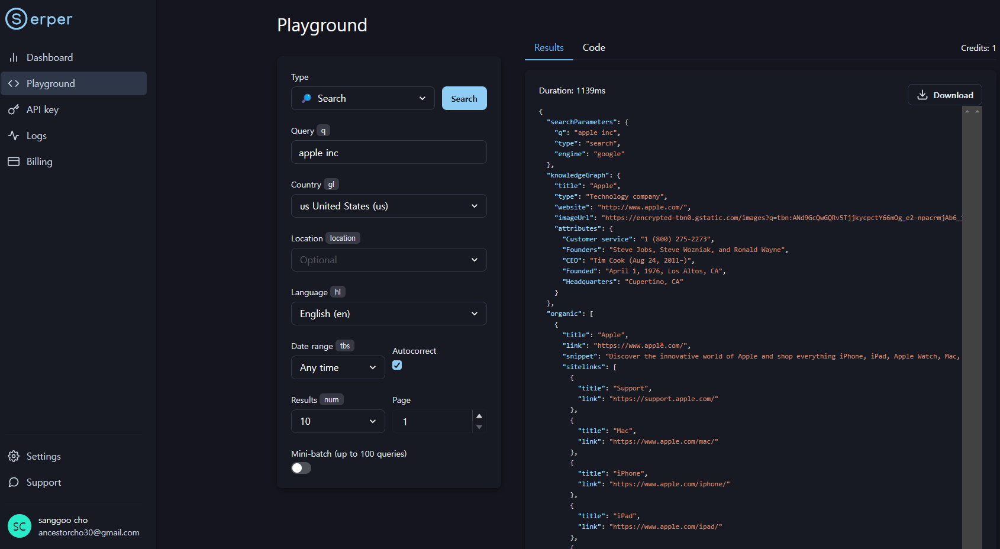 Serper
Dashboard
Playground
API key
Logs
Billing
Settings
Support
SC
sanggoo cho
ancestorcho30@gmail.com
Playground
Type
Search
Search
Query q
apple inc
Country gl
us United States (us)
Location location
Optional
Language hl
English (en)
Date range tbs
Autocorrect
Any time
Results num
Page
10
1
Mini-batch (up to 100 queries)
Results
Code
Credits: 1
Duration: 1139ms
Download
{
"searchParameters": {
"q": "apple inc",
"type": "search",
"engine": "google"
},
"knowledgeGraph": {
"title": "Apple",
"type": "Technology company",
"website": "http://www.apple.com/",
"imageUrl": "https://encrypted-tbn0.gstatic.com/images?q=tbn:ANd9GcQwGQRv5TjjkycpctY66mOg_e2-npacrmjAb6_
"attributes": {
"Customer service": "1 (800) 275-2273",
"Founders": "Steve Jobs, Steve Wozniak, and Ronald Wayne",
"CEO": "Tim Cook (Aug 24, 2011–)",
"Founded": "April 1, 1976, Los Altos, CA",
"Headquarters": "Cupertino, CA"
}
},
"organic": [
{
"title": "Apple",
"link": "https://www.apple.com/",
"snippet": "Discover the innovative world of Apple and shop everything iPhone, iPad, Apple Watch, Mac,
"sitelinks": [
{
"title": "Support",
"link": "https://support.apple.com/"
},
{
"title": "Mac",
"link": "https://www.apple.com/mac/"
},
{
"title": "iPhone",
"link": "https://www.apple.com/iphone/"
},
{
"title": "iPad",
"link": "https://www.apple.com/ipad/"
},
{